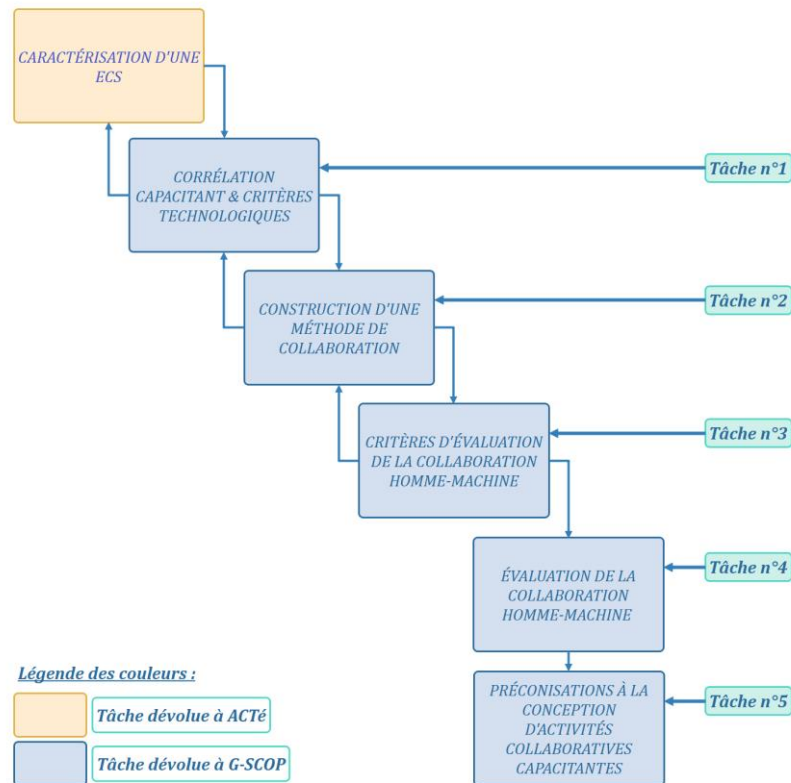 CARACTÉRISATION D'UNE
ECS
CORRÉLATION
CAPACITANT & CRITÈRES
TECHNOLOGIQUES
Tâche n°1
CONSTRUCTION D'UNE
MÉTHODE DE
COLLABORATION
Tâche n°2
CRITÈRES D'ÉVALUATION
DE LA COLLABORATION
HOMME-MACHINE
Tâche n°3
ÉVALUATION DE LA
COLLABORATION
HOMME-MACHINE
Tâche n°4
PRÉCONISATIONS À LA
CONCEPTION
D'ACTIVITÉS
COLLABORATIVES
CAPACITANTES
Tâche n°5
Légende des couleurs :
Tâche dévolue à ACTé
Tâche dévolue à G-SCOP